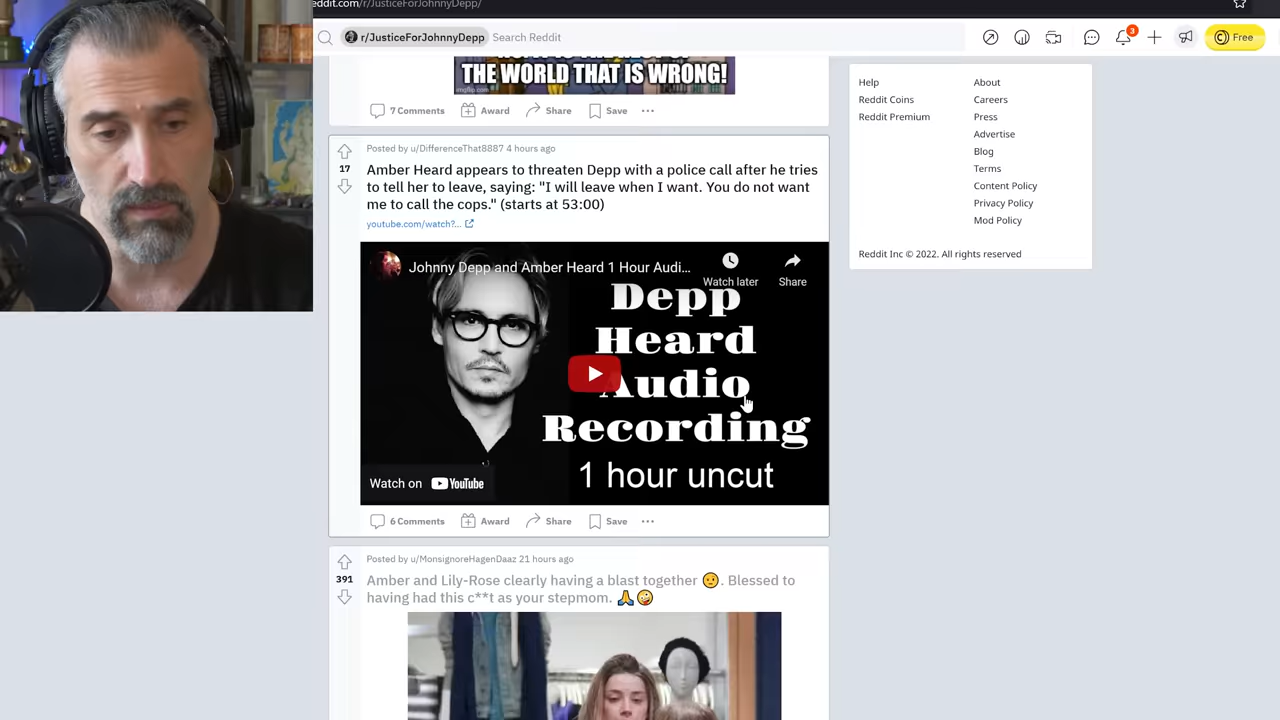 eddit.com/r/JusticeForJohnnyDepp/
r/JusticeForJohnnyDepp Search Reddit
3
Free
THE WORLD THAT IS WRONG!
imgflip.com
7 Comments Award Share Save
Posted by u/DifferenceThat8887 4 hours ago
17
Amber Heard appears to threaten Depp with a police call after he tries
to tell her to leave, saying: "I will leave when I want. You do not want
me to call the cops." (starts at 53:00)
youtube.com/watch?...
Johnny Depp and Amber Heard 1 Hour Audi...
Watch later
Share
Depp
Heard
Audio
Recording
1 hour uncut
Watch on YouTube
6 Comments Award Share Save
Posted by u/MonsignoreHagenDaaz 21 hours ago
391
Amber and Lily-Rose clearly having a blast together 😕. Blessed to
having had this c**t as your stepmom. 🙏🤪
Help
Reddit Coins
Reddit Premium
About
Careers
Press
Advertise
Blog
Terms
Content Policy
Privacy Policy
Mod Policy
Reddit Inc © 2022. All rights reserved